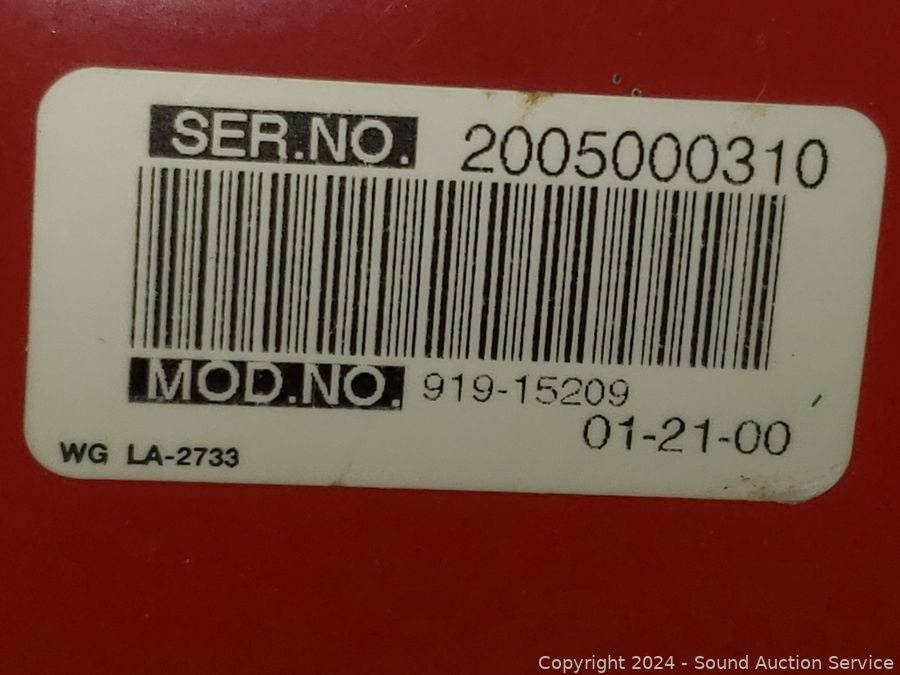 SER.NO. 2005000310
MOD.NO. 919-15209
01-21-00
WG LA-2733
Copyright 2024 - Sound Auction Service